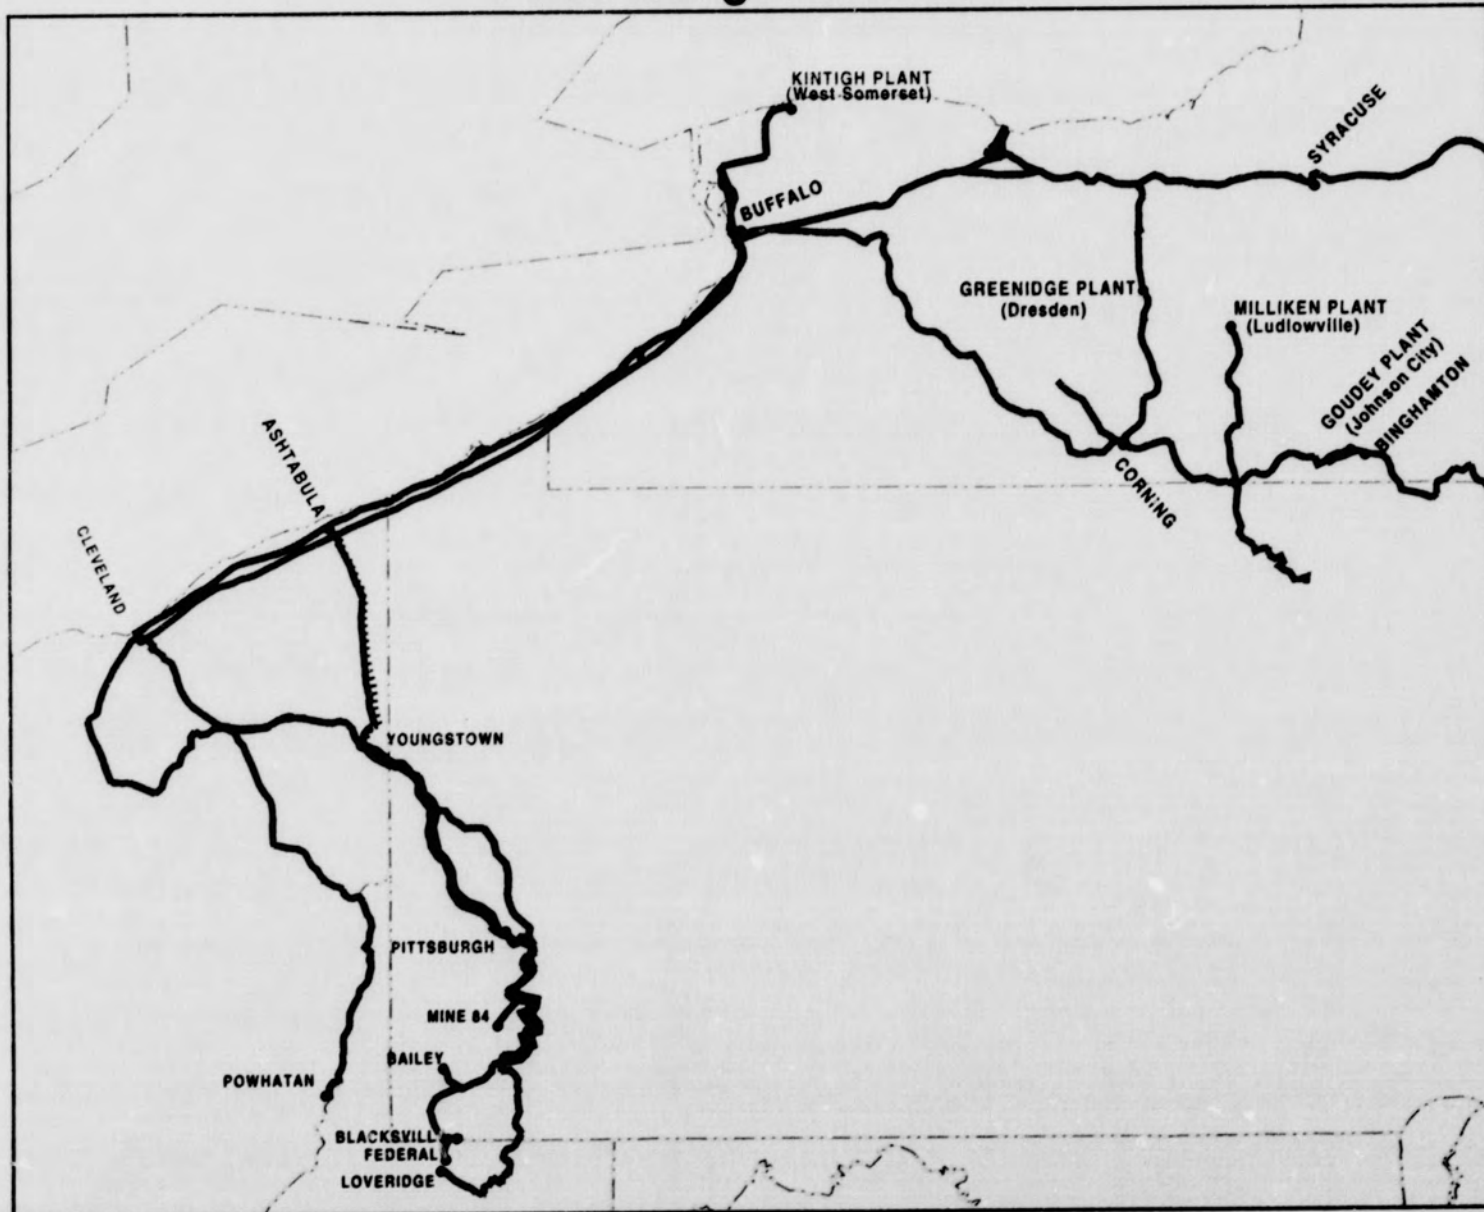 KINTIGH PLANT
(West Somerset)
SYRACUSE
BUFFALO
GREENIDGE PLANT
(Dresden)
MILLIKEN PLANT
(Ludlowville)
GOUDEY PLANT
(Johnson City)
BINGHAMTON
CORNING
ASHTABULA
CLEVELAND
YOUNGSTOWN
PITTSBURGH
MINE 84
BAILEY
POWHATAN
BLACKSVILL
FEDERAL
LOVERIDGE